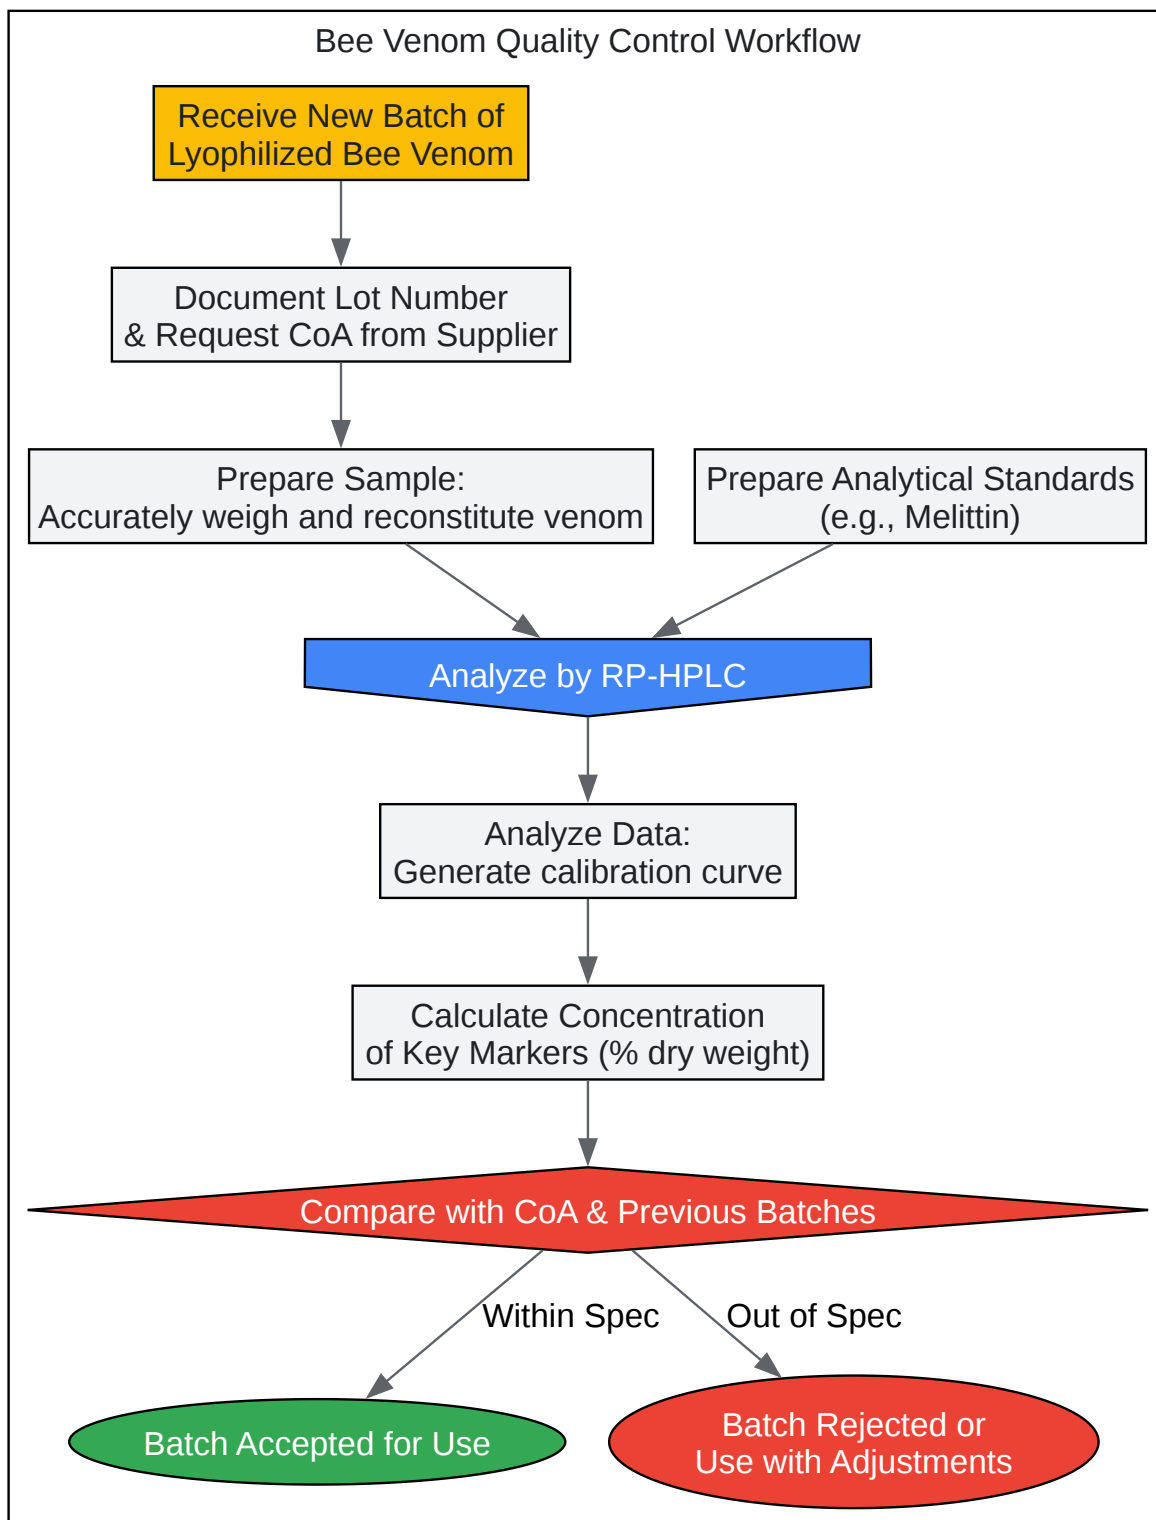 Bee Venom Quality Control Workflow
Receive New Batch of
Lyophilized Bee Venom
Document Lot Number
& Request CoA from Supplier
Prepare Sample:
Accurately weigh and reconstitute venom
Prepare Analytical Standards
(e.g., Melittin)
Analyze by RP-HPLC
Analyze Data:
Generate calibration curve
Calculate Concentration
of Key Markers (% dry weight)
Compare with CoA & Previous Batches
Within Spec
Out of Spec
Batch Accepted for Use
Batch Rejected or
Use with Adjustments